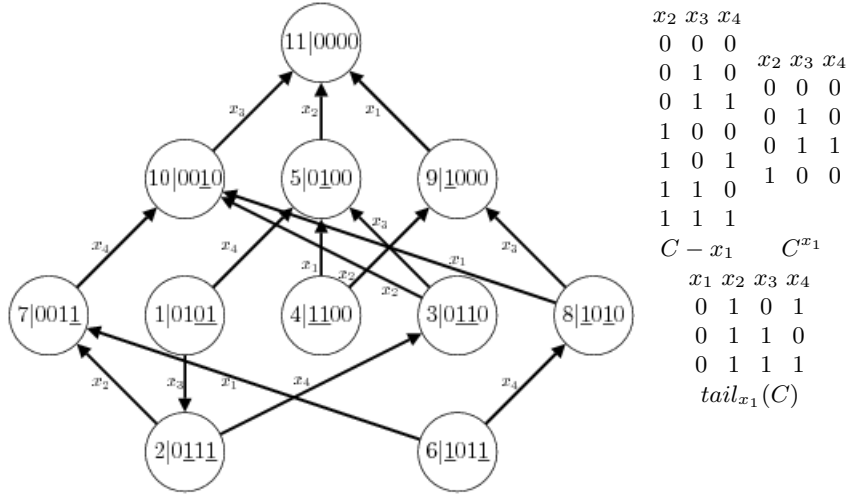 11|0000
x₃ x₂ x₁
10|0010 5|0100 9|1000
x₄ x₄ x₁ x₂ x₂ x₃ x₁ x₃
7|0011 1|0101 4|1100 3|0110 8|1010
x₂ x₃ x₁ x₄ x₄
2|0111 6|1011
x₂ x₃ x₄
0 0 0
0 1 0
0 1 1
1 0 0
1 0 1
1 1 0
1 1 1
C − x₁
x₂ x₃ x₄
0 0 0
0 1 0
0 1 1
1 0 0
Cˣ¹
x₁ x₂ x₃ x₄
0 1 0 1
0 1 1 0
0 1 1 1
tailₓ₁(C)